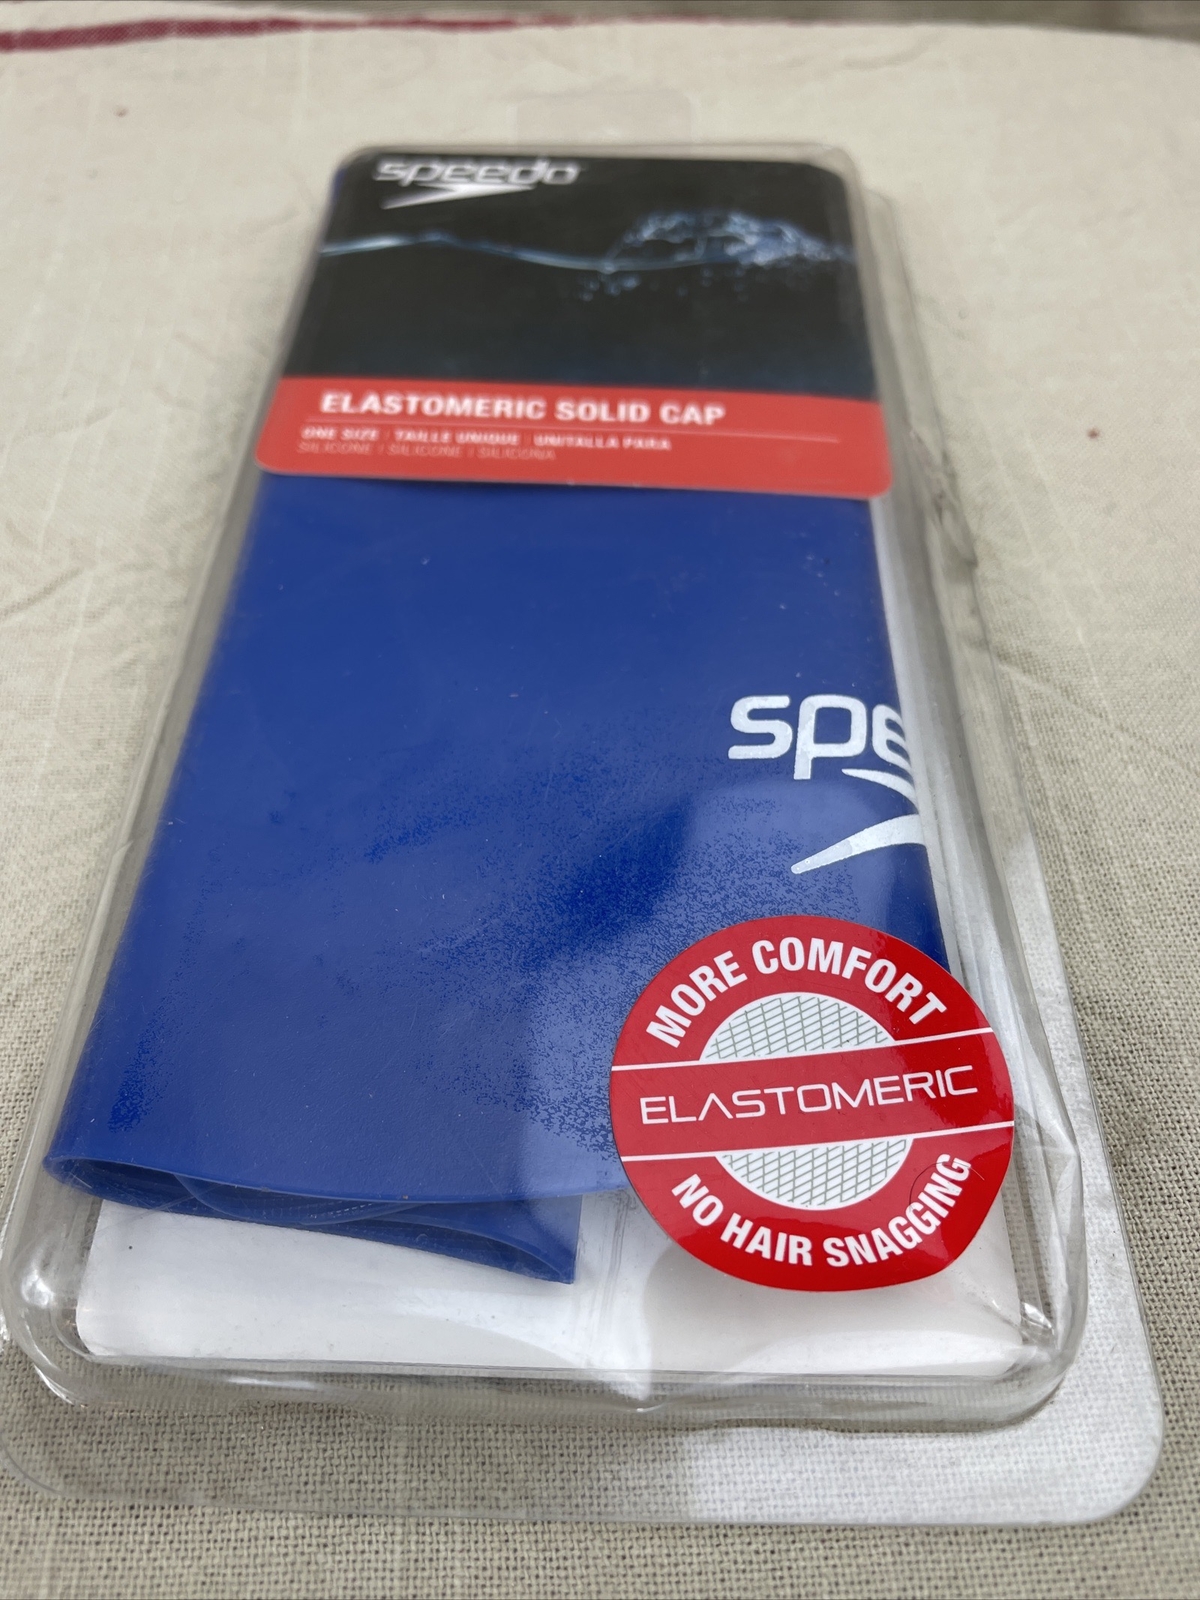 speedo
ELASTOMERIC SOLID CAP
ONE SIZE | TAILLE UNIQUE | UNITALLA PARA
SILICONE / SILICONE / SILICONA
spe
MORE COMFORT
ELASTOMERIC
NO HAIR SNAGGING